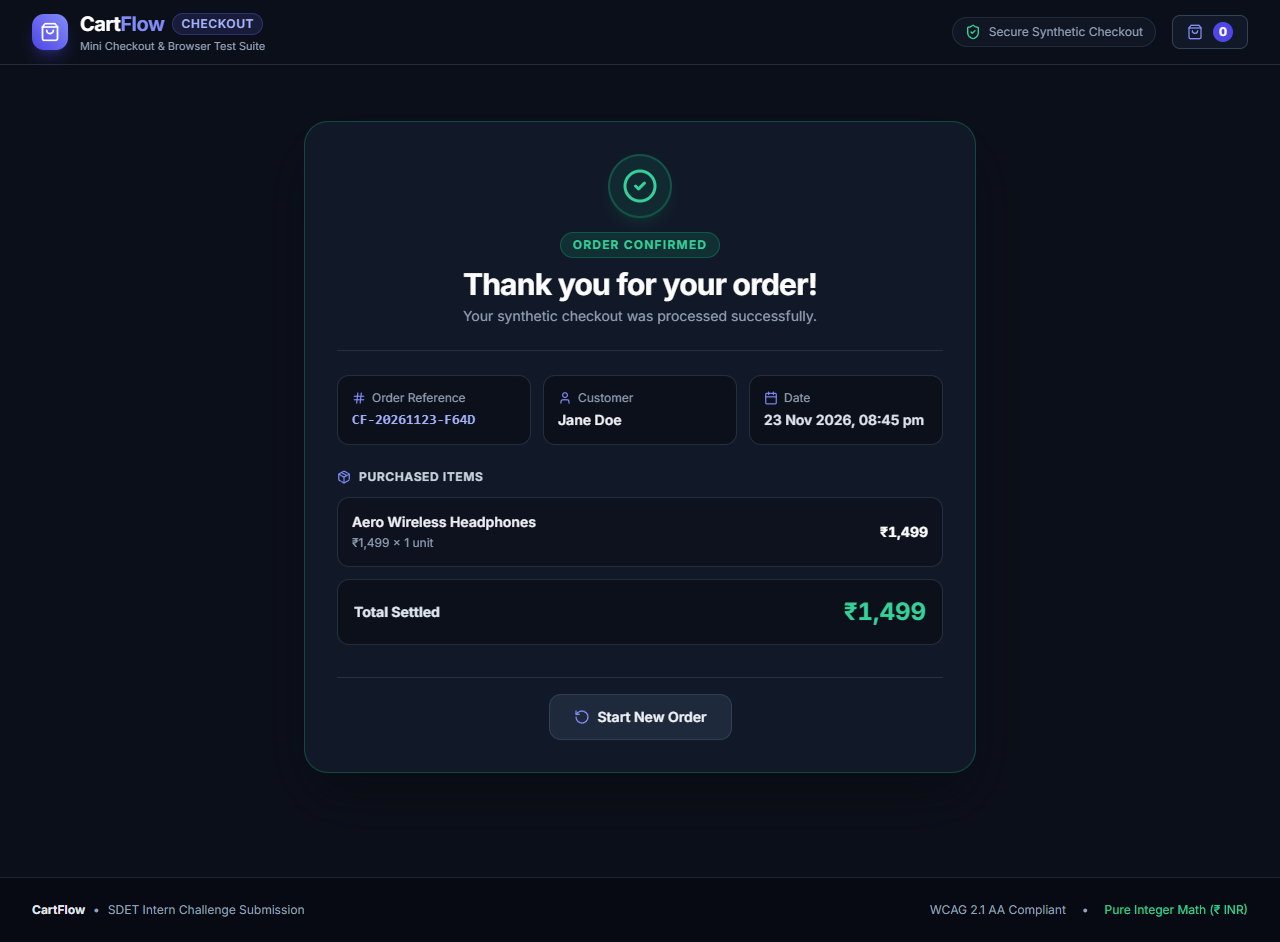 CartFlow CHECKOUT
Mini Checkout & Browser Test Suite
Secure Synthetic Checkout
0
ORDER CONFIRMED
Thank you for your order!
Your synthetic checkout was processed successfully.
Order Reference
CF-20261123-F64D
Customer
Jane Doe
Date
23 Nov 2026, 08:45 pm
PURCHASED ITEMS
Aero Wireless Headphones
₹1,499 × 1 unit
₹1,499
Total Settled
₹1,499
Start New Order
CartFlow • SDET Intern Challenge Submission
WCAG 2.1 AA Compliant • Pure Integer Math (₹ INR)